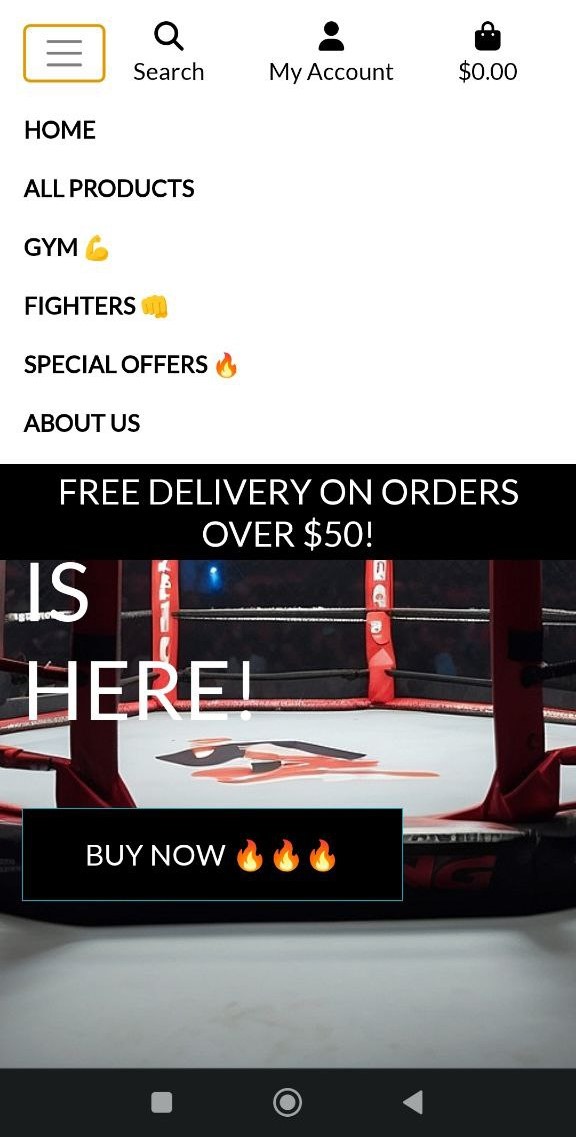 Search
My Account
$0.00
HOME
ALL PRODUCTS
GYM 💪
FIGHTERS 👊
SPECIAL OFFERS 🔥
ABOUT US
FREE DELIVERY ON ORDERS
OVER $50!
IS
HERE!
BUY NOW 🔥🔥🔥